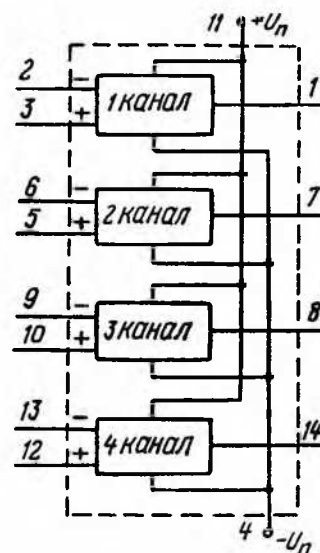 11 +Uп
2 − 1 канал 1
3 +
6 − 2 канал 7
5 +
9 − 3 канал 8
10 +
13 − 4 канал 14
12 +
4 −Uп